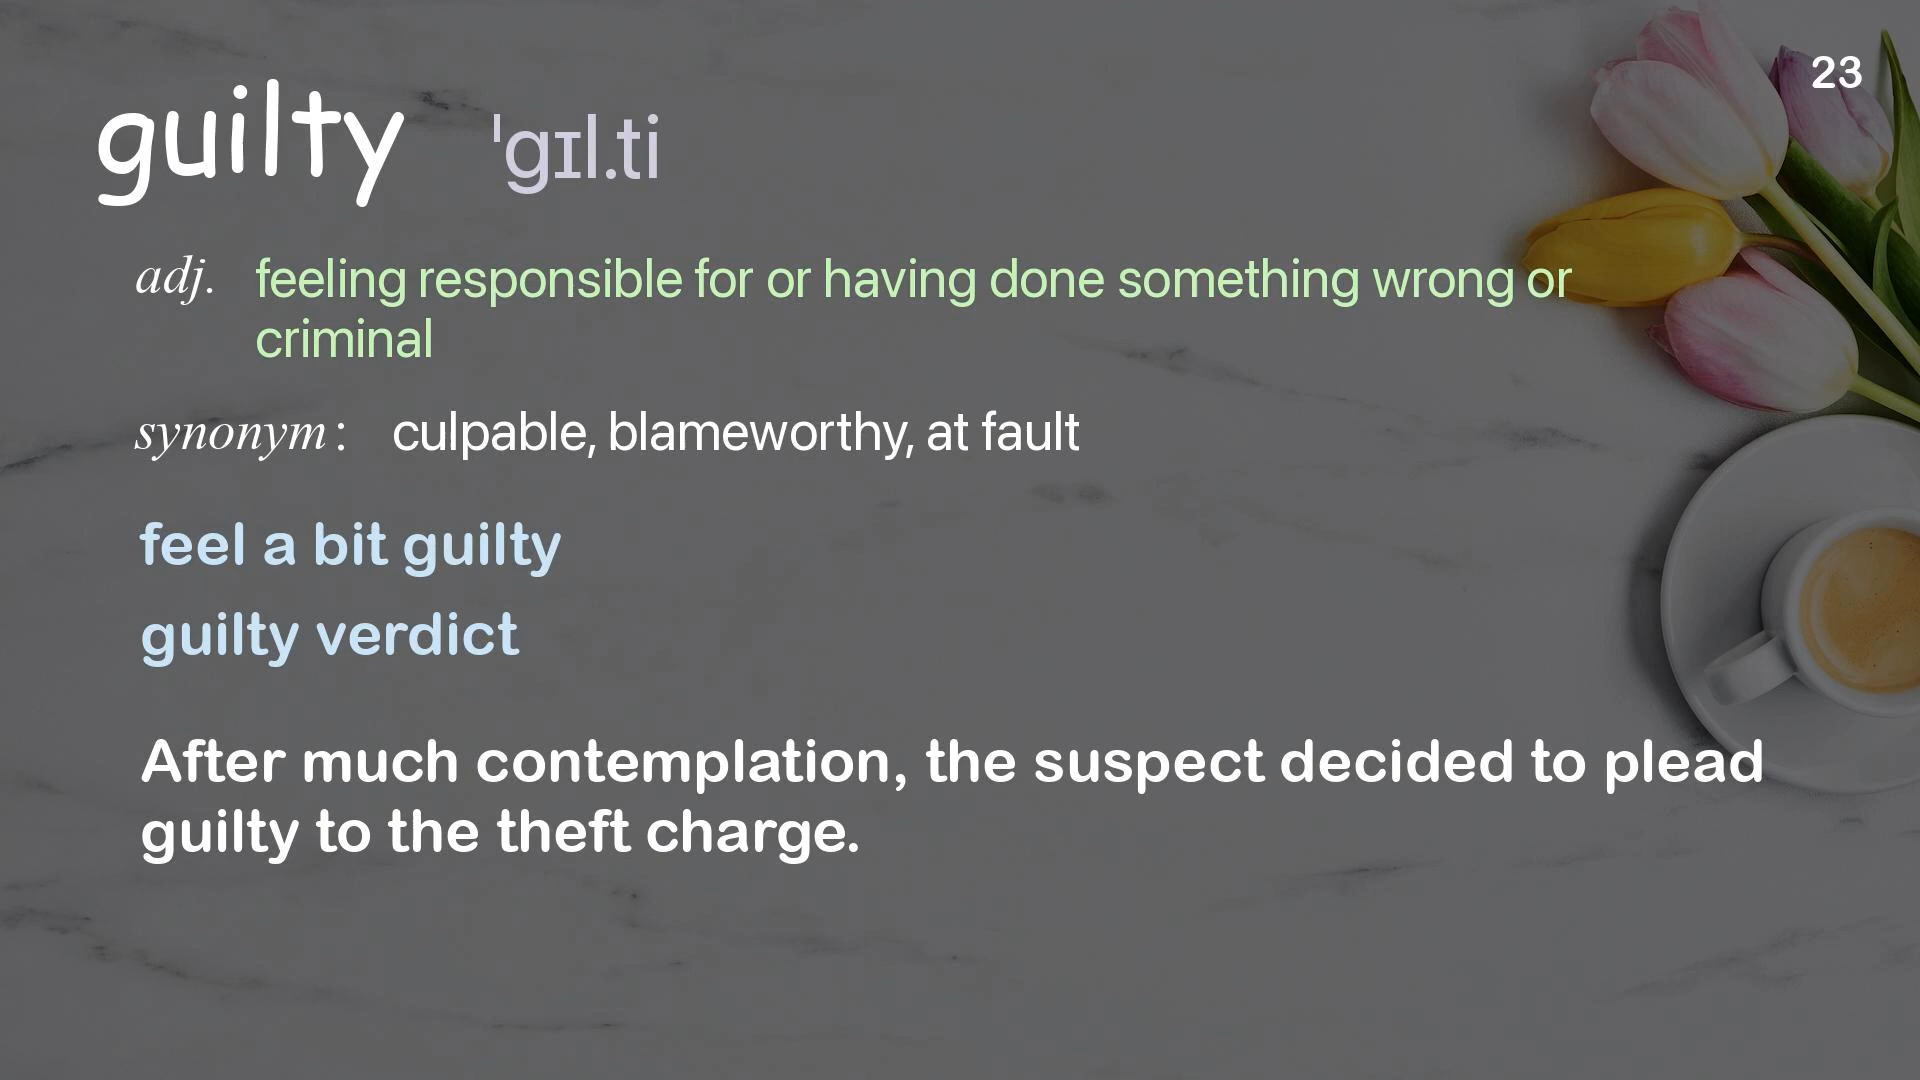 23
guilty ˈɡɪl.ti
adj. feeling responsible for or having done something wrong or
criminal
synonym: culpable, blameworthy, at fault
feel a bit guilty
guilty verdict
After much contemplation, the suspect decided to plead
guilty to the theft charge.